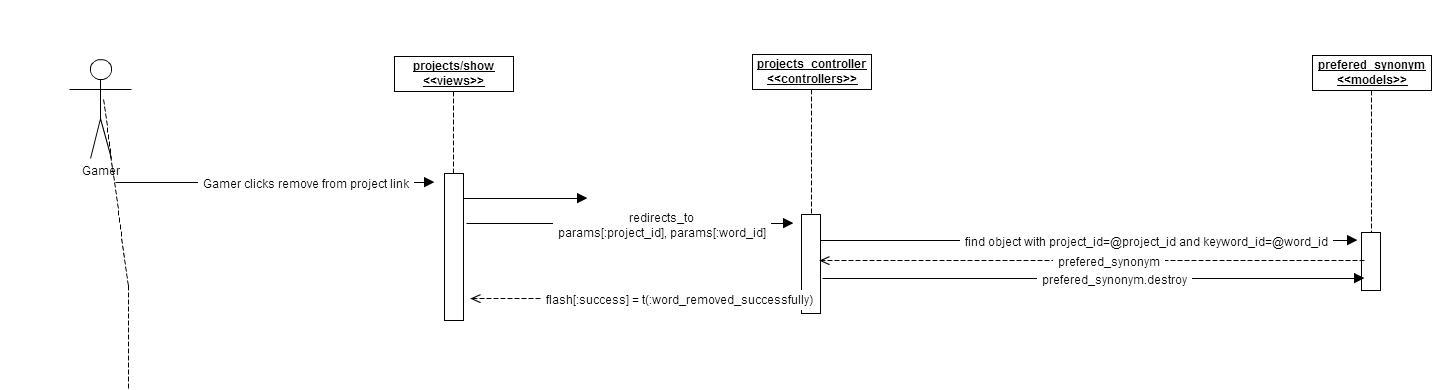 projects/show
<<views>>
projects_controller
<<controllers>>
prefered_synonym
<<models>>
Gamer
Gamer clicks remove from project link
redirects_to
params[:project_id], params[:word_id]
find object with project_id=@project_id and keyword_id=@word_id
prefered_synonym
prefered_synonym.destroy
flash[:success] = t(:word_removed_successfully)